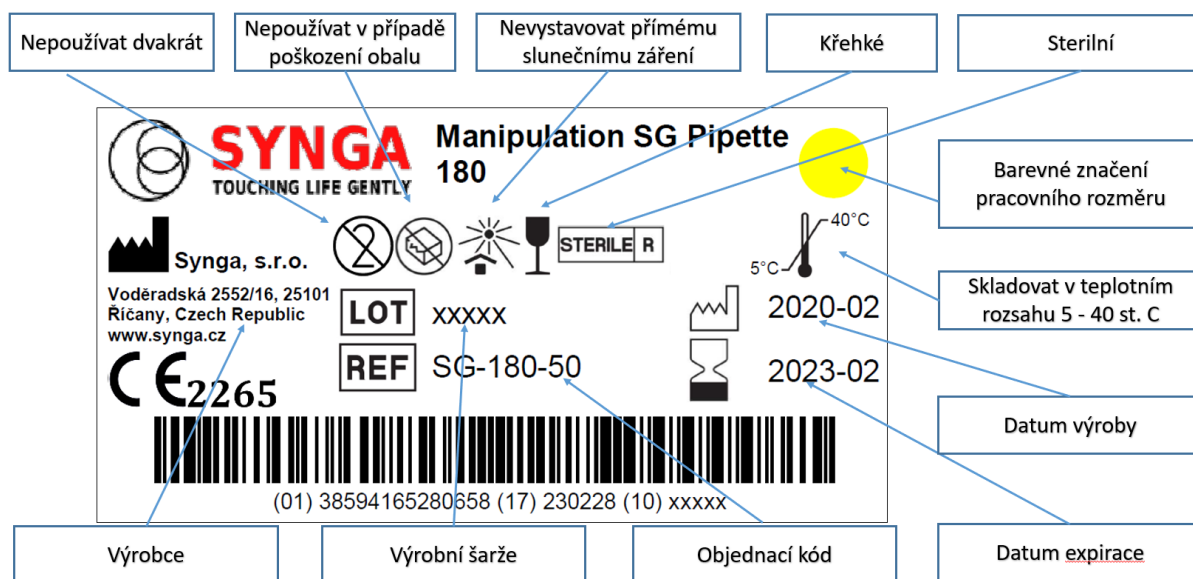 Nepoužívat dvakrát
Nepoužívat v případě
poškození obalu
Nevystavovat přímému
slunečnímu záření
Křehké
Sterilní
SYNGA
TOUCHING LIFE GENTLY
Manipulation SG Pipette
180
Barevné značení
pracovního rozměru
2
STERILE R
40°C
5°C
Synga, s.r.o.
Voděradská 2552/16, 25101
Říčany, Czech Republic
www.synga.cz
LOT xxxxx
2020-02
Skladovat v teplotním
rozsahu 5 - 40 st. C
CE2265
REF SG-180-50
2023-02
Datum výroby
(01) 38594165280658 (17) 230228 (10) xxxxx
Výrobce
Výrobní šarže
Objednací kód
Datum expirace